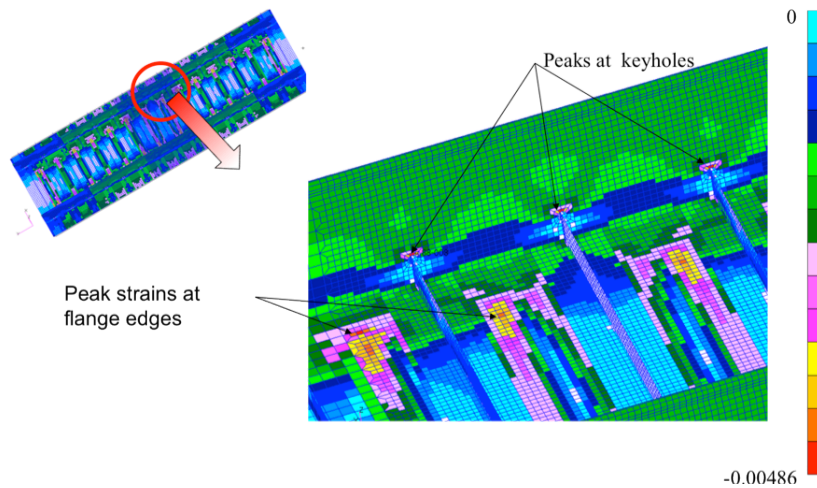 0
Peaks at keyholes
Peak strains at
flange edges
-0.00486